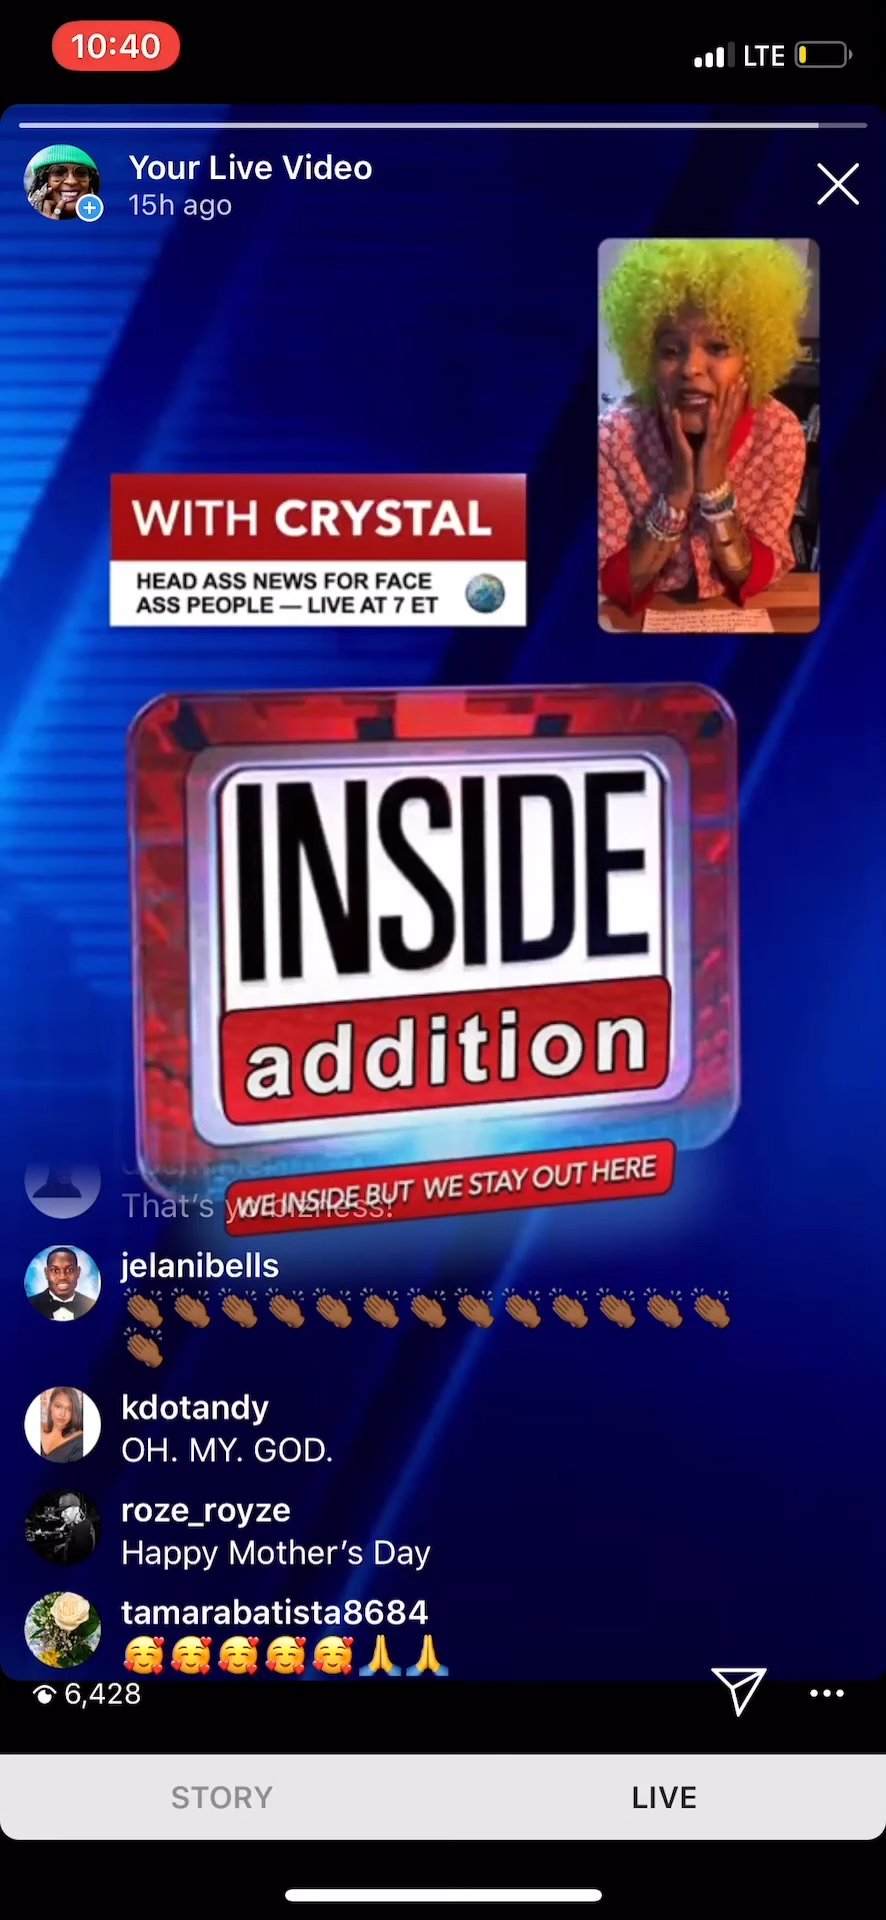 10:40
LTE
Your Live Video
15h ago
WITH CRYSTAL
HEAD ASS NEWS FOR FACE
ASS PEOPLE — LIVE AT 7 ET
INSIDE
addition
WE INSIDE BUT WE STAY OUT HERE
That's yo bizness!
jelanibells
👏🏾👏🏾👏🏾👏🏾👏🏾👏🏾👏🏾👏🏾👏🏾👏🏾👏🏾👏🏾👏🏾
👏🏾
kdotandy
OH. MY. GOD.
roze_royze
Happy Mother's Day
tamarabatista8684
🥰🥰🥰🥰🥰🙏🙏
6,428
STORY
LIVE